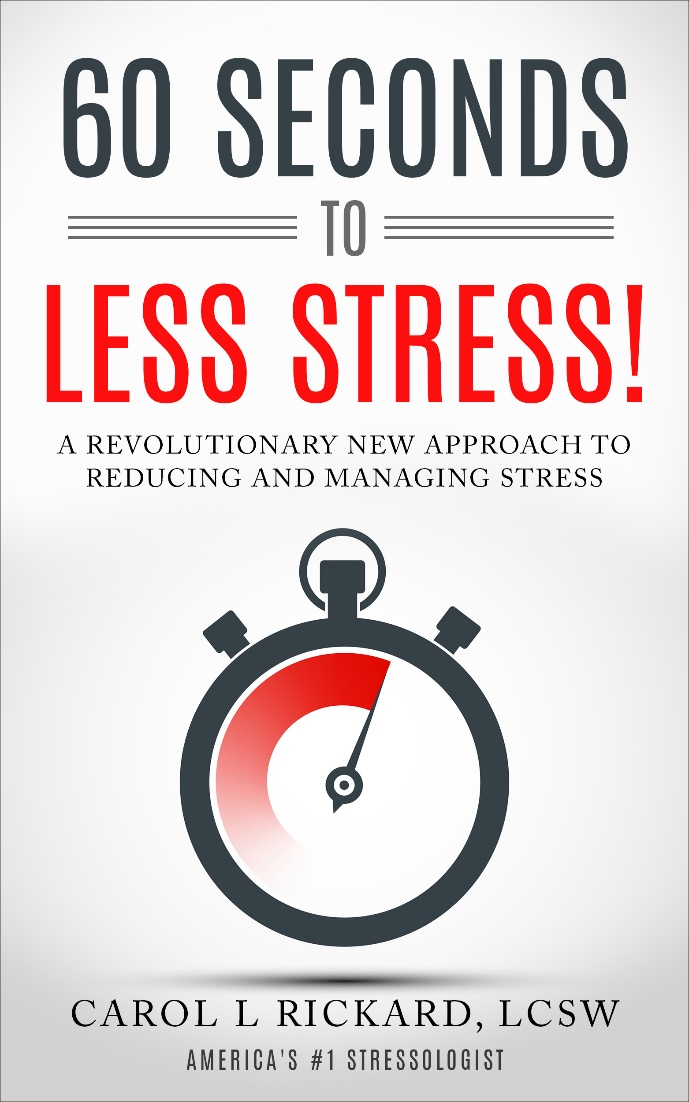 60 SECONDS
TO
LESS STRESS!
A REVOLUTIONARY NEW APPROACH TO
REDUCING AND MANAGING STRESS
CAROL L RICKARD, LCSW
AMERICA'S #1 STRESSOLOGIST